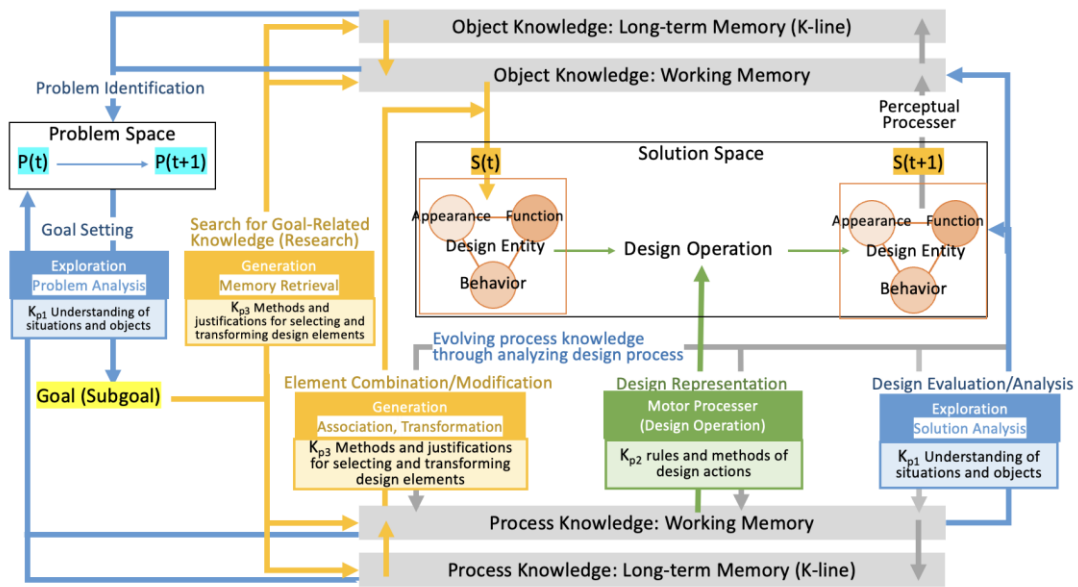 Object Knowledge: Long-term Memory (K-line)
Object Knowledge: Working Memory
Problem Identification
Problem Space
P(t)
P(t+1)
Perceptual
Processer
Solution Space
S(t)
S(t+1)
Appearance
Function
Design Entity
Behavior
Design Operation
Appearance
Function
Design Entity
Behavior
Goal Setting
Exploration
Problem Analysis
Kp1 Understanding of
situations and objects
Search for Goal-Related
Knowledge (Research)
Generation
Memory Retrieval
Kp3 Methods and
justifications for selecting and
transforming design elements
Goal (Subgoal)
Evolving process knowledge
through analyzing design process
Element Combination/Modification
Generation
Association, Transformation
Kp3 Methods and justifications
for selecting and transforming
design elements
Design Representation
Motor Processer
(Design Operation)
Kp2 rules and methods of
design actions
Design Evaluation/Analysis
Exploration
Solution Analysis
Kp1 Understanding of
situations and objects
Process Knowledge: Working Memory
Process Knowledge: Long-term Memory (K-line)